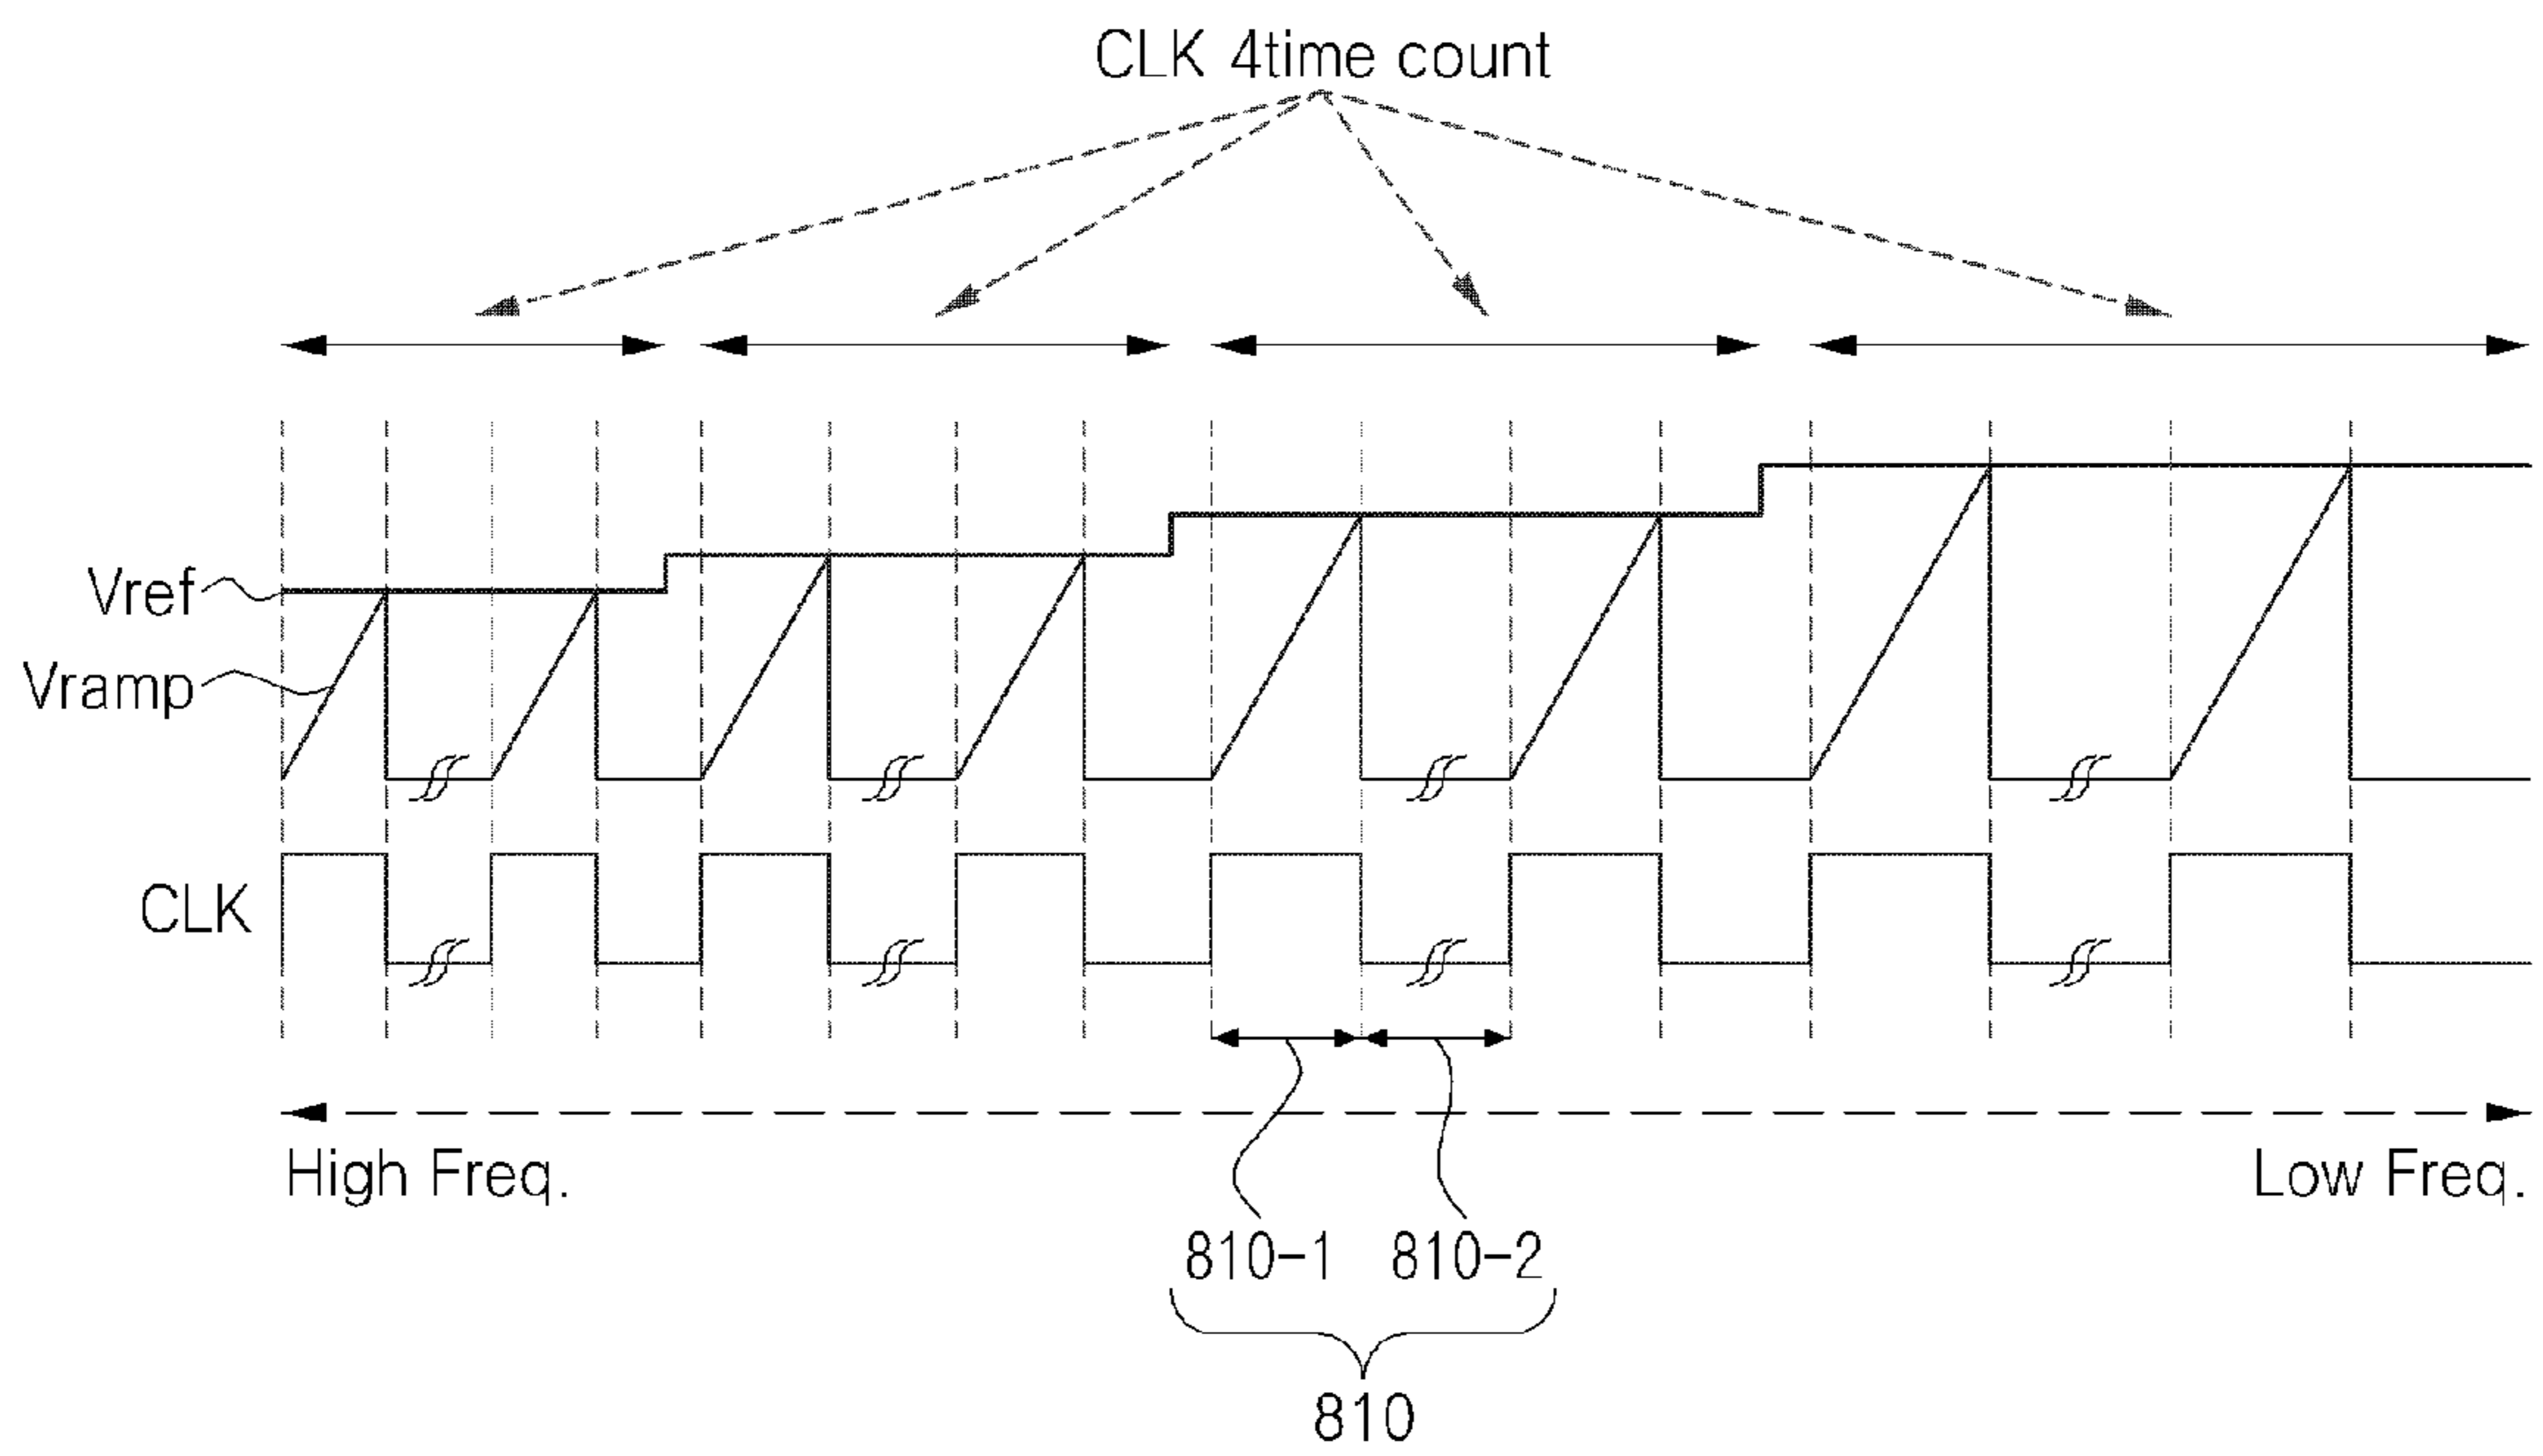 CLK 4time count
Vref
Vramp
CLK
High Freq.
Low Freq.
810-1
810-2
810